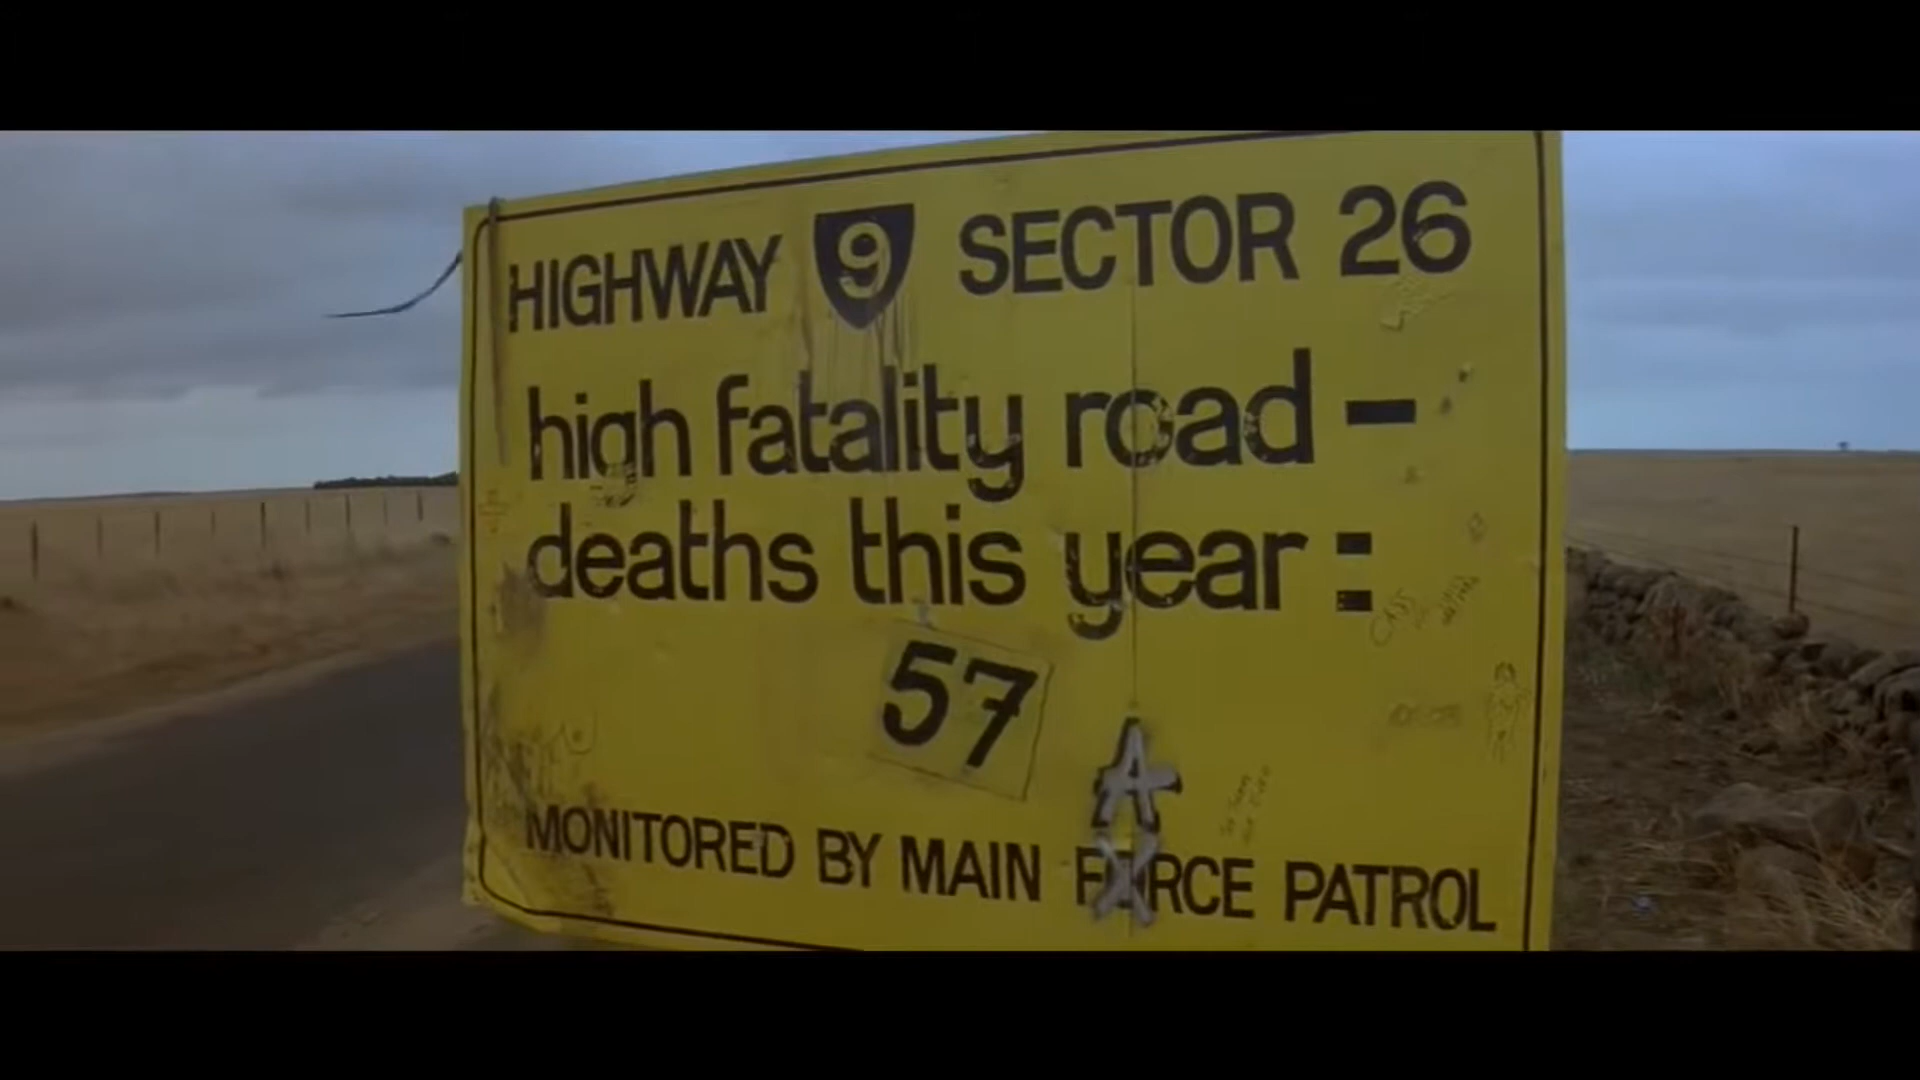 HIGHWAY 9 SECTOR 26
high fatality road -
deaths this year :
57
A
MONITORED BY MAIN FORCE PATROL